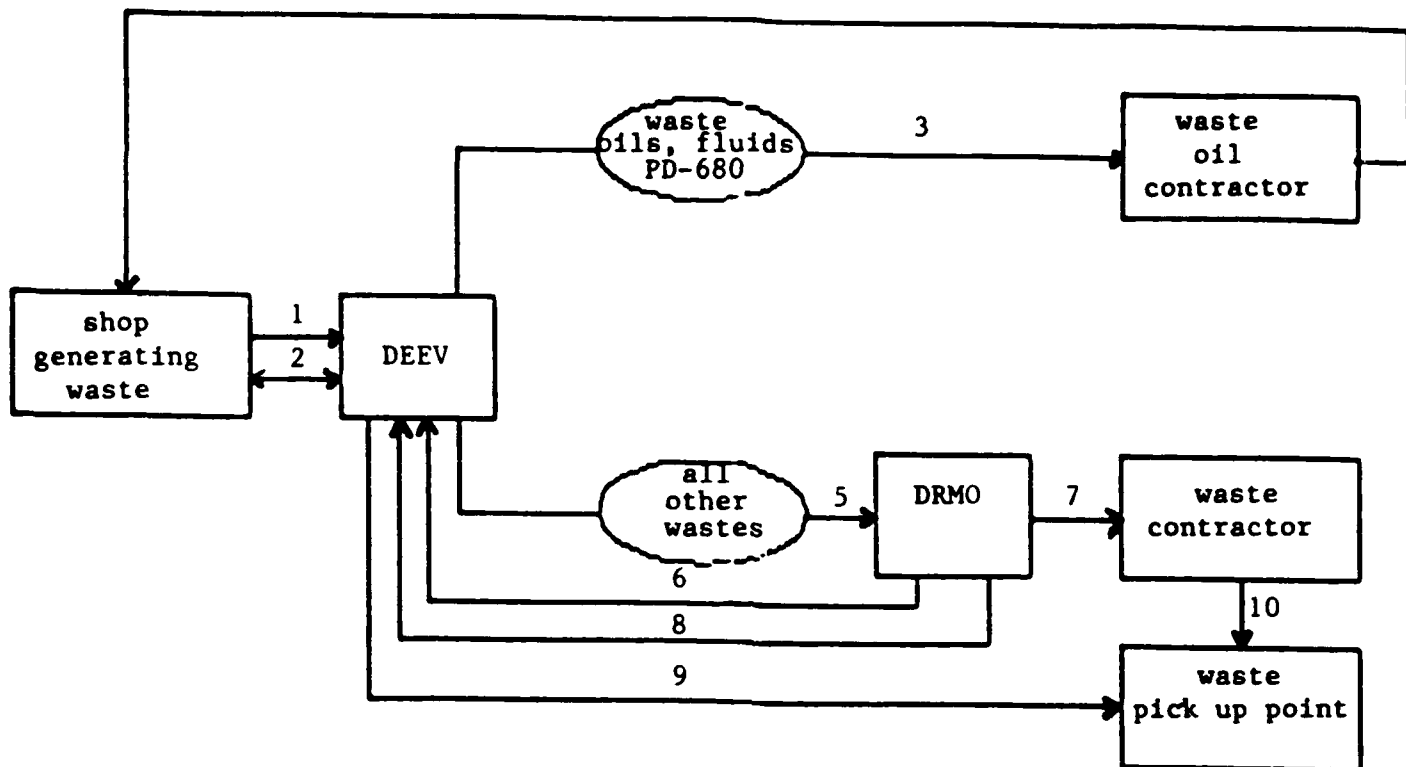 waste
oils, fluids
PD-680
3
waste
oil
contractor
shop
generating
waste
1
2
DEEV
all
other
wastes
5
DRMO
7
waste
contractor
6
8
9
10
waste
pick up point